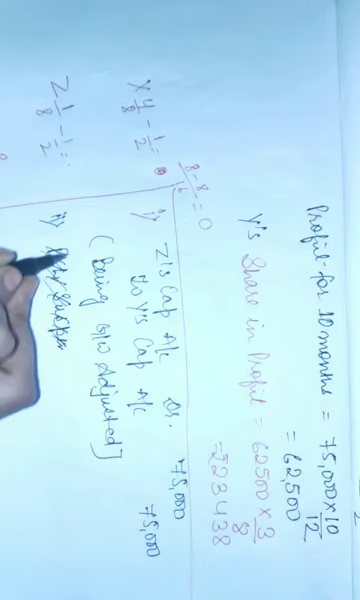 Profit for 10 months = 75,000 × 10/12
= 62,500
Y's Share in Profit = 62500 × 3/8
= ₹23438
8-8/16 = 0
X 4/8 - 1/2 = 0
Z 1/8 - 1/2 =
i) Z's Cap A/c Dr. 75,000
To Y's Cap A/c 75,000
(Being G/W Adjusted]
ii)